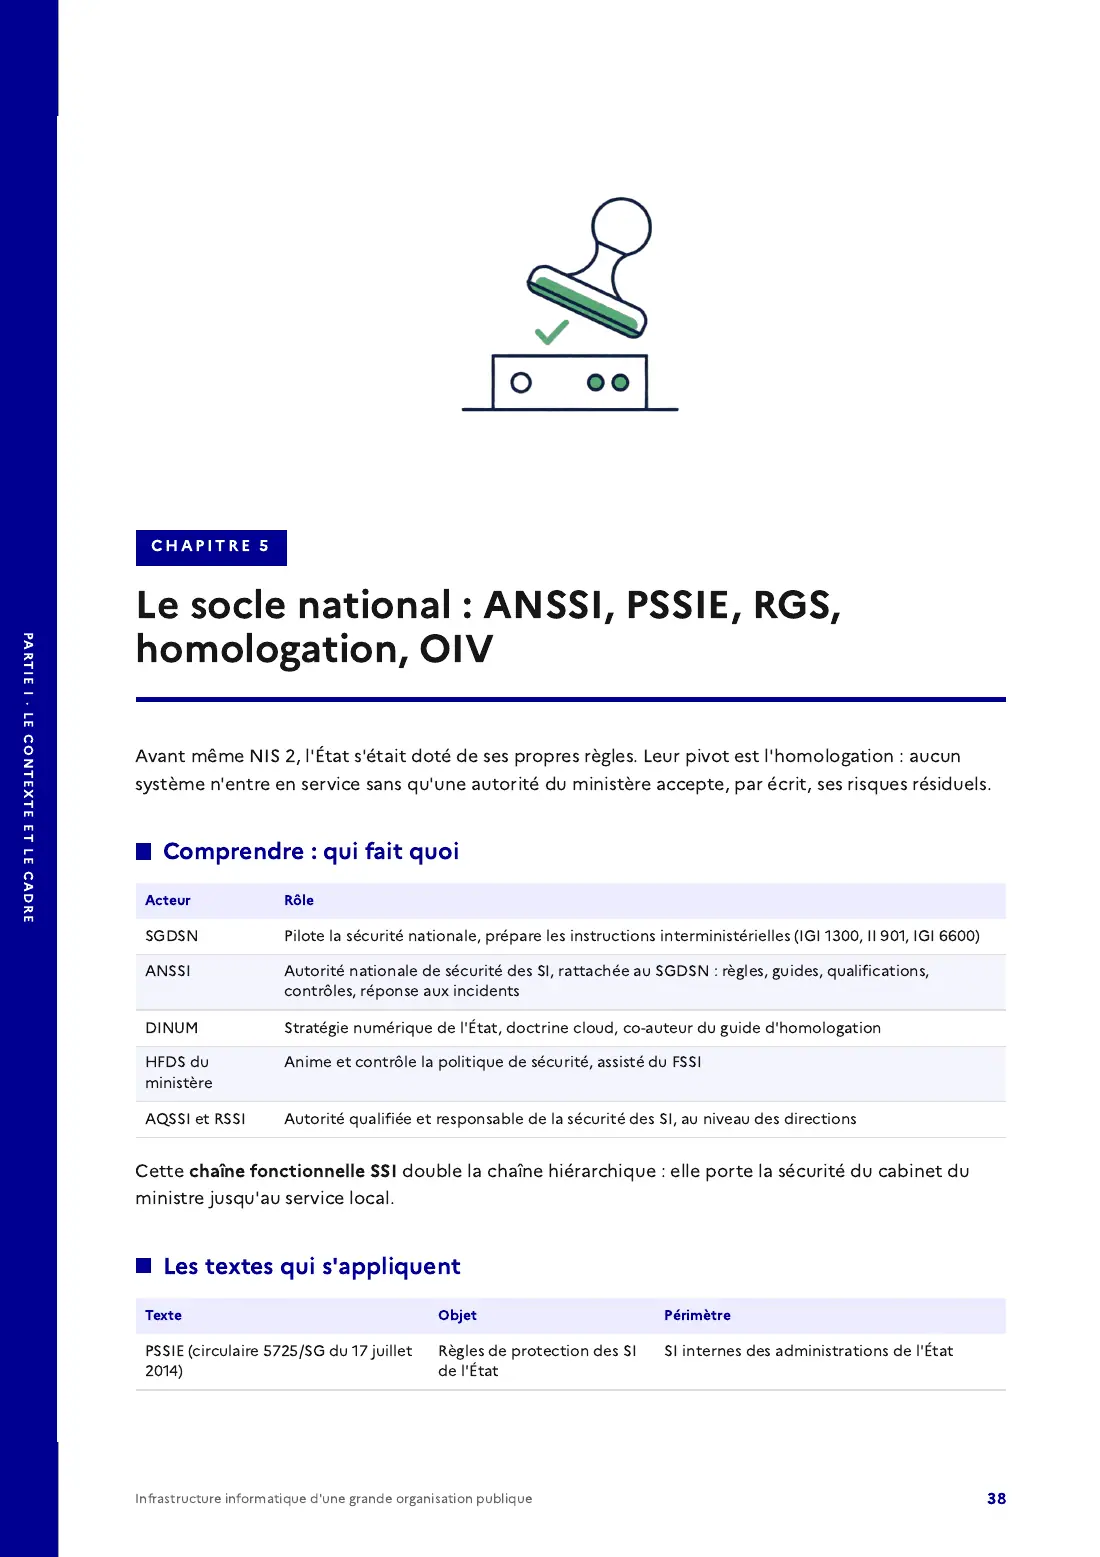 PARTIE I · LE CONTEXTE ET LE CADRE
CHAPITRE 5
Le socle national : ANSSI, PSSIE, RGS,
homologation, OIV
Avant même NIS 2, l'État s'était doté de ses propres règles. Leur pivot est l'homologation : aucun
système n'entre en service sans qu'une autorité du ministère accepte, par écrit, ses risques résiduels.
Comprendre : qui fait quoi
Acteur Rôle
SGDSN Pilote la sécurité nationale, prépare les instructions interministérielles (IGI 1300, II 901, IGI 6600)
ANSSI Autorité nationale de sécurité des SI, rattachée au SGDSN : règles, guides, qualifications,
contrôles, réponse aux incidents
DINUM Stratégie numérique de l'État, doctrine cloud, co-auteur du guide d'homologation
HFDS du Anime et contrôle la politique de sécurité, assisté du FSSI
ministère
AQSSI et RSSI Autorité qualifiée et responsable de la sécurité des SI, au niveau des directions
Cette chaîne fonctionnelle SSI double la chaîne hiérarchique : elle porte la sécurité du cabinet du
ministre jusqu'au service local.
Les textes qui s'appliquent
Texte Objet Périmètre
PSSIE (circulaire 5725/SG du 17 juillet Règles de protection des SI SI internes des administrations de l'État
2014) de l'État
Infrastructure informatique d'une grande organisation publique 38